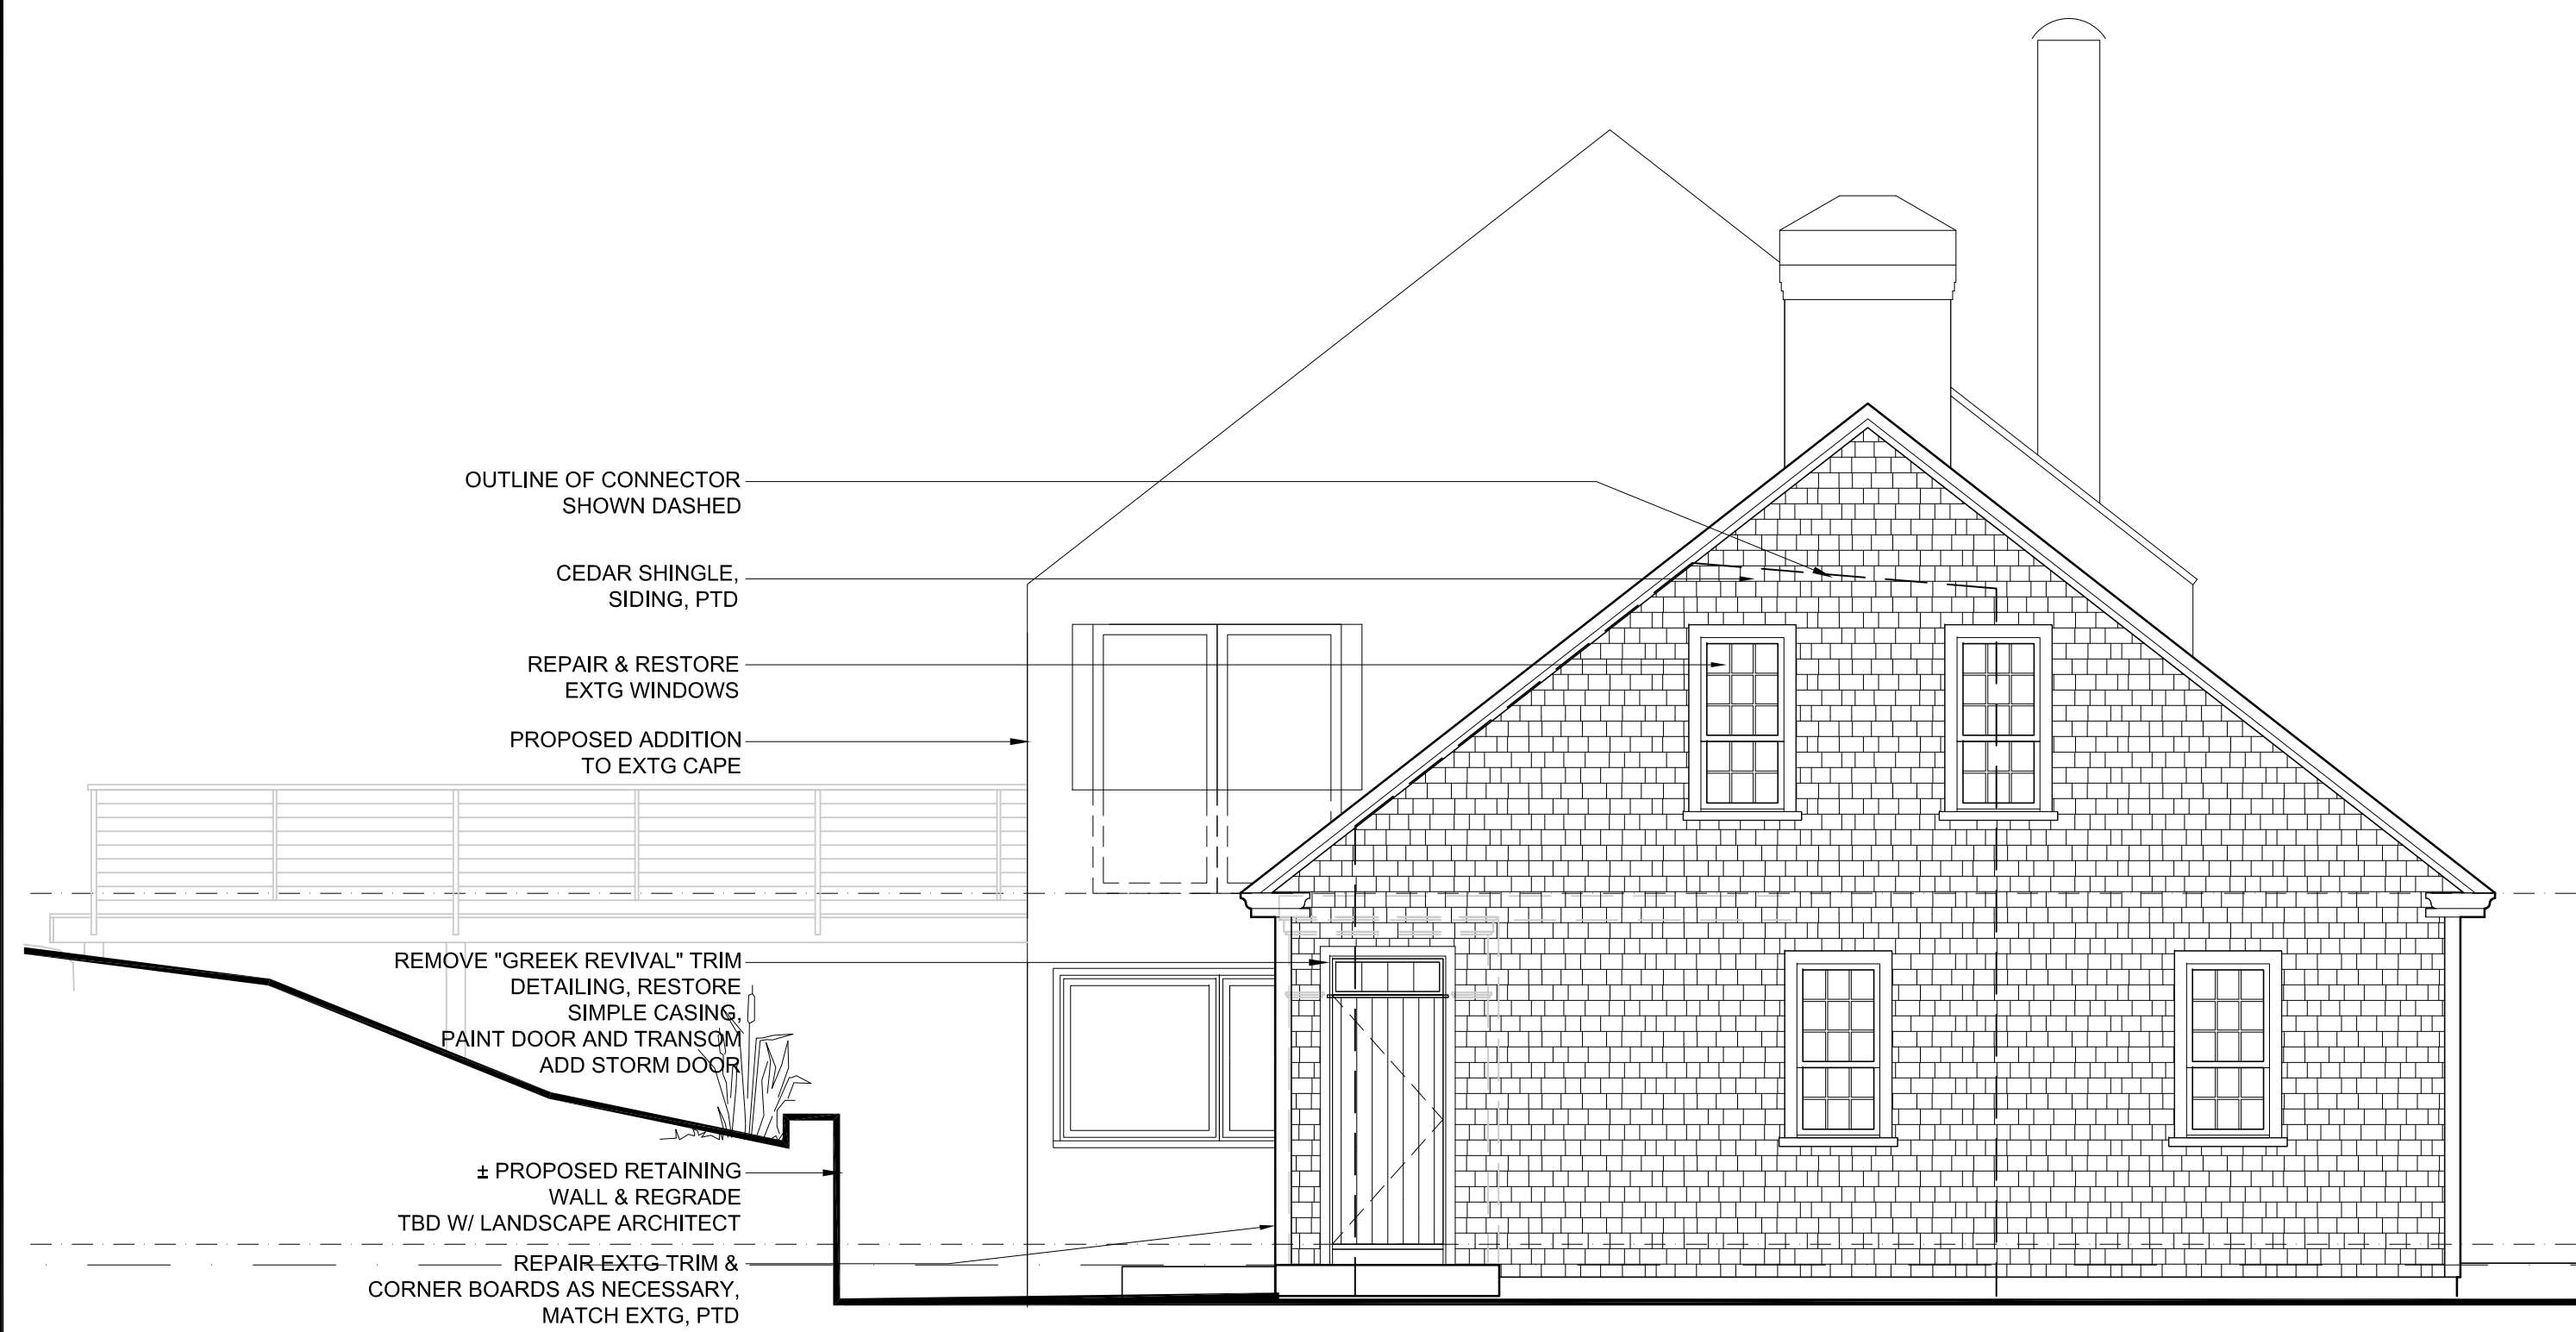 OUTLINE OF CONNECTOR
SHOWN DASHED
CEDAR SHINGLE,
SIDING, PTD
REPAIR & RESTORE
EXTG WINDOWS
PROPOSED ADDITION
TO EXTG CAPE
REMOVE "GREEK REVIVAL" TRIM
DETAILING, RESTORE
SIMPLE CASING,
PAINT DOOR AND TRANSOM
ADD STORM DOOR
± PROPOSED RETAINING
WALL & REGRADE
TBD W/ LANDSCAPE ARCHITECT
REPAIR EXTG TRIM &
CORNER BOARDS AS NECESSARY,
MATCH EXTG, PTD